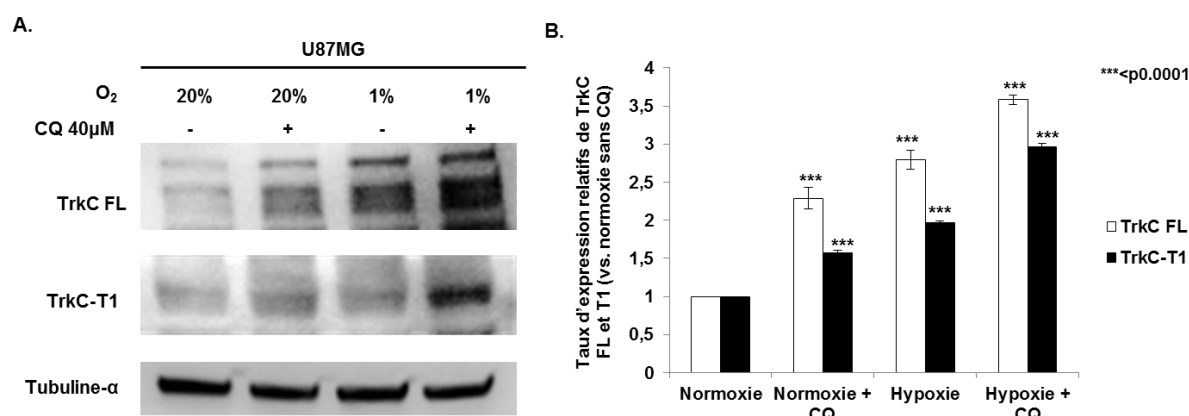 A.
U87MG
O₂ 20% 20% 1% 1%
CQ 40µM - + - +
TrkC FL
TrkC-T1
Tubuline-α
B.
Taux d'expression relatifs de TrkC
FL et T1 (vs. normoxie sans CQ)
4
3,5
3
2,5
2
1,5
1
0,5
0
*** *** *** *** *** ***
Normoxie Normoxie + Hypoxie Hypoxie +
CQ CQ
***<p0.0001
TrkC FL
TrkC-T1